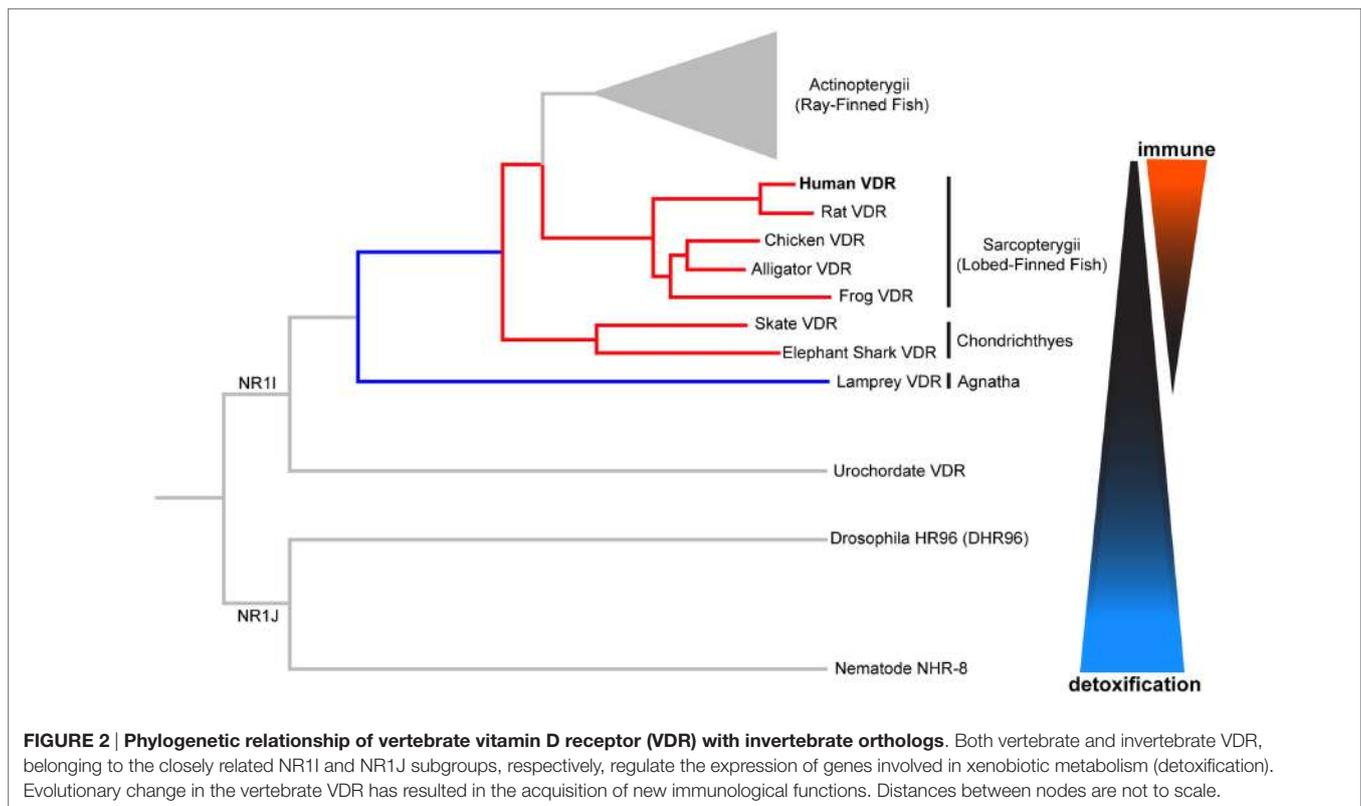 Actinopterygii
(Ray-Finned Fish)
immune
Human VDR
Rat VDR
Chicken VDR
Sarcopterygii
(Lobed-Finned Fish)
Alligator VDR
Frog VDR
Skate VDR
Chondrichthyes
Elephant Shark VDR
Lamprey VDR
Agnatha
NR1I
Urochordate VDR
Drosophila HR96 (DHR96)
NR1J
Nematode NHR-8
detoxification
FIGURE 2 | Phylogenetic relationship of vertebrate vitamin D receptor (VDR) with invertebrate orthologs. Both vertebrate and invertebrate VDR,
belonging to the closely related NR1I and NR1J subgroups, respectively, regulate the expression of genes involved in xenobiotic metabolism (detoxification).
Evolutionary change in the vertebrate VDR has resulted in the acquisition of new immunological functions. Distances between nodes are not to scale.